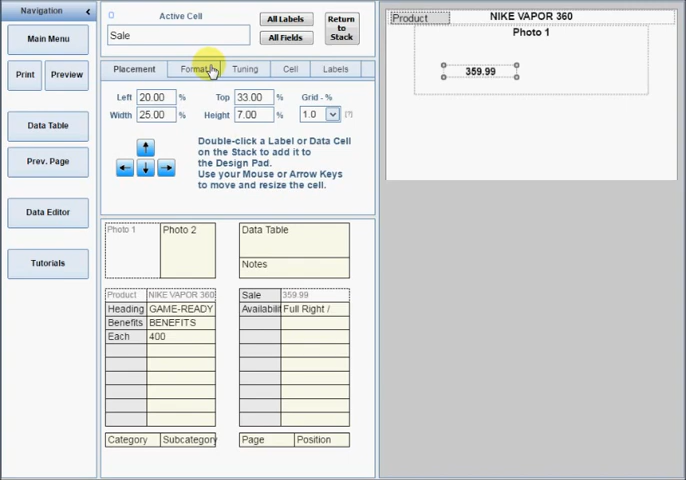 Navigation
Main Menu
Print
Preview
Data Table
Prev. Page
Data Editor
Tutorials
Active Cell
Sale
All Labels
All Fields
Return to Stack
Placement
Format
Tuning
Cell
Labels
Left 20.00 %
Top 33.00 %
Grid - %
Width 25.00 %
Height 7.00 %
1.0
[?]
Double-click a Label or Data Cell
on the Stack to add it to
the Design Pad.
Use your Mouse or Arrow Keys
to move and resize the cell.
Photo 1
Photo 2
Data Table
Notes
Product NIKE VAPOR 360
Heading GAME-READY
Benefits BENEFITS
Each 400
Sale 359.99
Availabilit Full Right /
Category Subcategory
Page Position
Product NIKE VAPOR 360
Photo 1
359.99